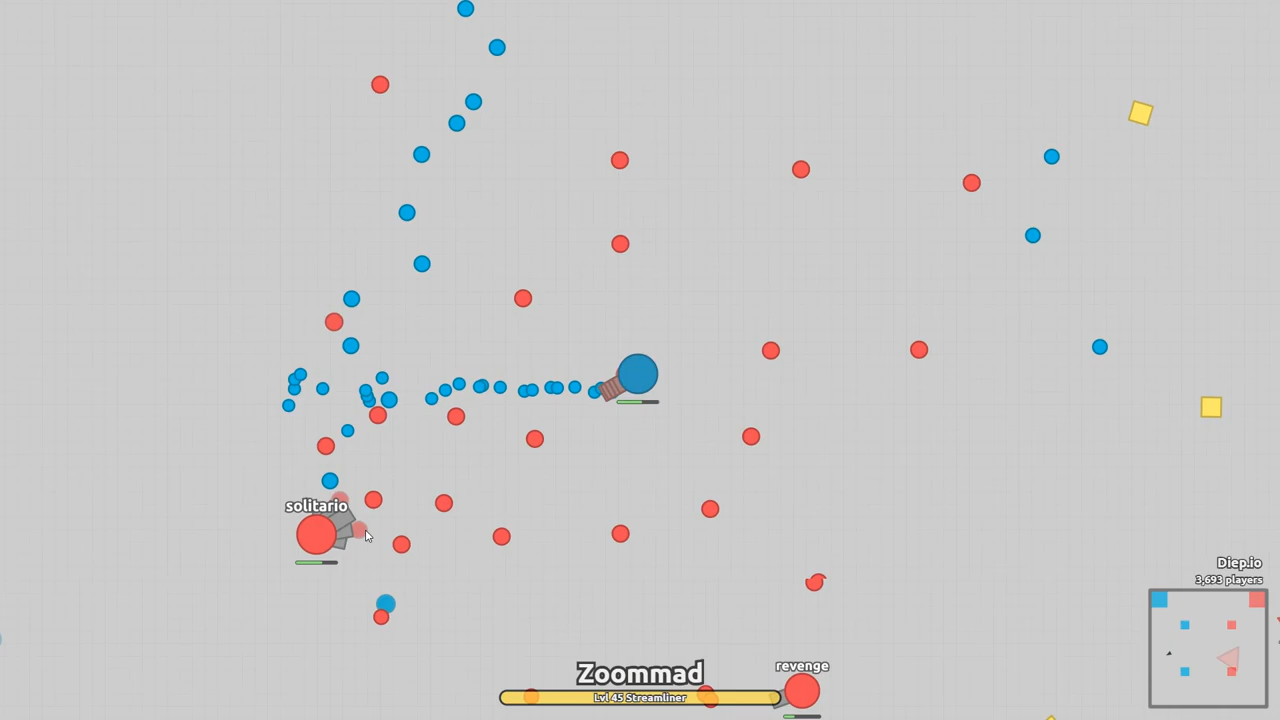 solitario
Diep.io
3,693 players
revenge
Zoommad
Lvl 45 Streamliner